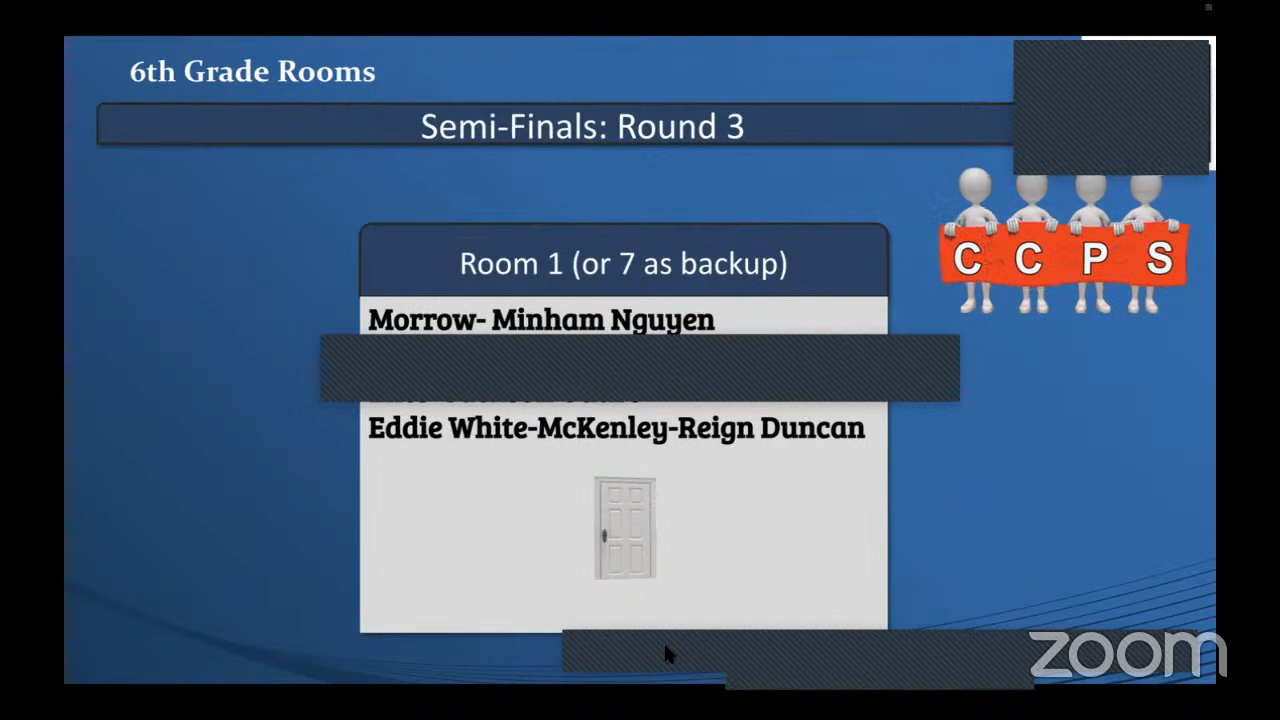 6th Grade Rooms
Semi-Finals: Round 3
CCPS
Room 1 (or 7 as backup)
Morrow- Minham Nguyen
Eddie White-McKenley-Reign Duncan
zoom